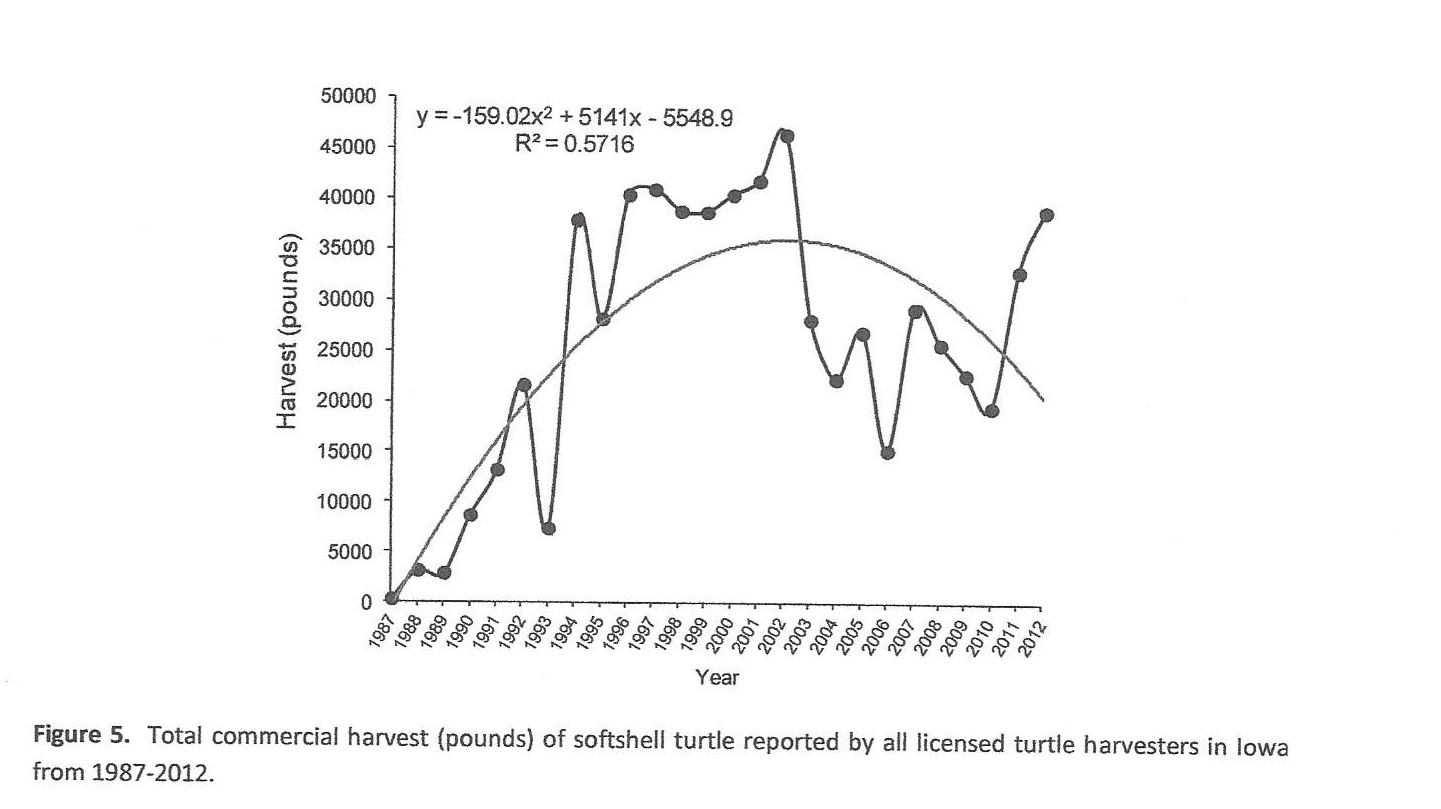 50000
y = -159.02x² + 5141x - 5548.9
R² = 0.5716
45000
40000
35000
30000
25000
20000
15000
10000
5000
0
Harvest (pounds)
1987 1988 1989 1990 1991 1992 1993 1994 1995 1996 1997 1998 1999 2000 2001 2002 2003 2004 2005 2006 2007 2008 2009 2010 2011 2012
Year
Figure 5. Total commercial harvest (pounds) of softshell turtle reported by all licensed turtle harvesters in Iowa
from 1987-2012.